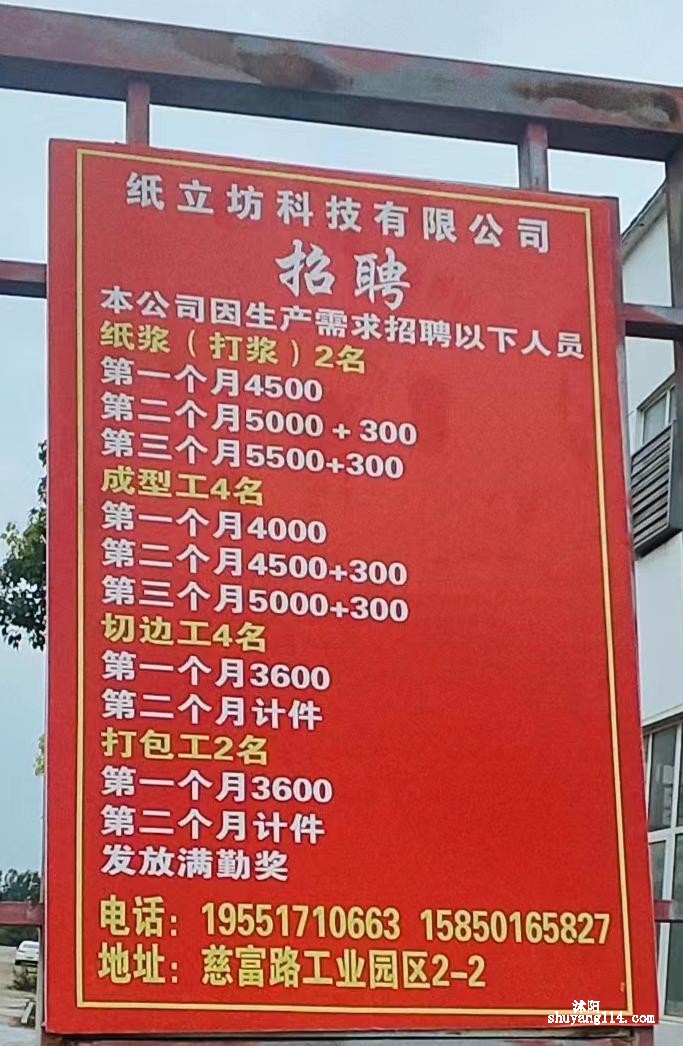 纸立坊科技有限公司
招聘
本公司因生产需求招聘以下人员
纸浆（打浆）2名
第一个月4500
第二个月5000+300
第三个月5500+300
成型工4名
第一个月4000
第二个月4500+300
第三个月5000+300
切边工4名
第一个月3600
第二个月计件
打包工2名
第一个月3600
第二个月计件
发放满勤奖
电话：19551710663 15850165827
地址：慈富路工业园区2-2
沭阳
shuyang114.com